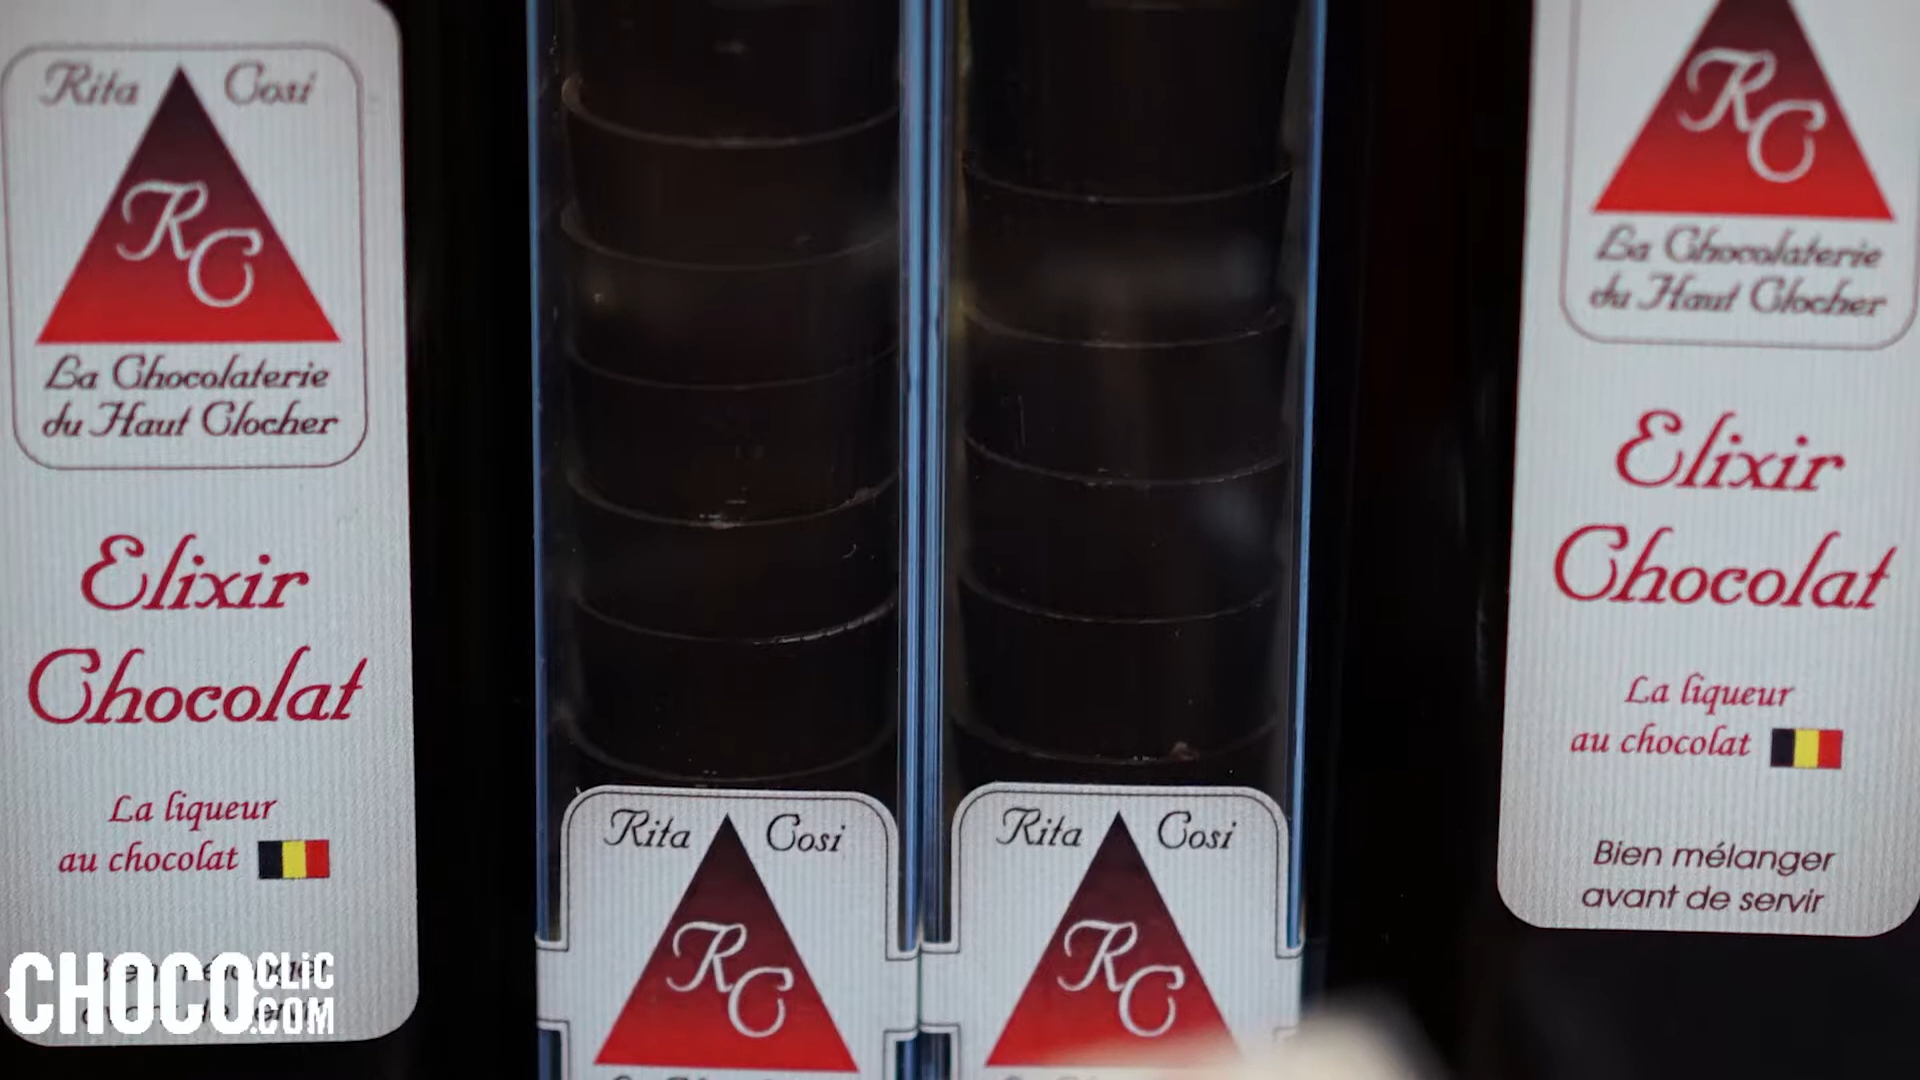 Rita Cosi
RC
La Chocolaterie
du Haut Clocher
Elixir
Chocolat
La liqueur
au chocolat
Bien mélanger
CHOCO CLiC
.COM
Rita Cosi
RC
Rita Cosi
RC
RC
La Chocolaterie
du Haut Clocher
Elixir
Chocolat
La liqueur
au chocolat
Bien mélanger
avant de servir